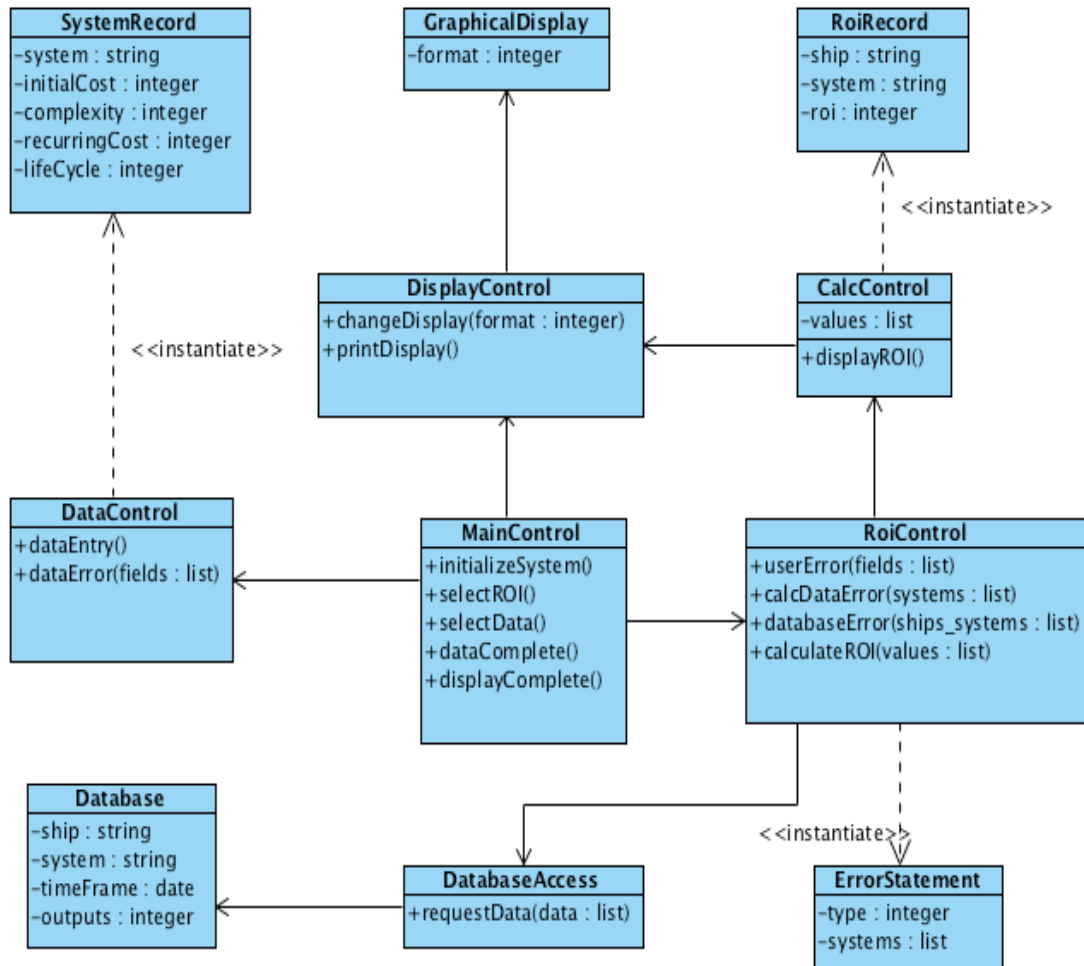 SystemRecord
-system : string
-initialCost : integer
-complexity : integer
-recurringCost : integer
-lifeCycle : integer
GraphicalDisplay
-format : integer
RoiRecord
-ship : string
-system : string
-roi : integer
<<instantiate>>
<<instantiate>>
DisplayControl
+changeDisplay(format : integer)
+printDisplay()
CalcControl
-values : list
+displayROI()
DataControl
+dataEntry()
+dataError(fields : list)
MainControl
+initializeSystem()
+selectROI()
+selectData()
+dataComplete()
+displayComplete()
RoiControl
+userError(fields : list)
+calcDataError(systems : list)
+databaseError(ships_systems : list)
+calculateROI(values : list)
Database
-ship : string
-system : string
-timeFrame : date
-outputs : integer
<<instantiate>>
DatabaseAccess
+requestData(data : list)
ErrorStatement
-type : integer
-systems : list